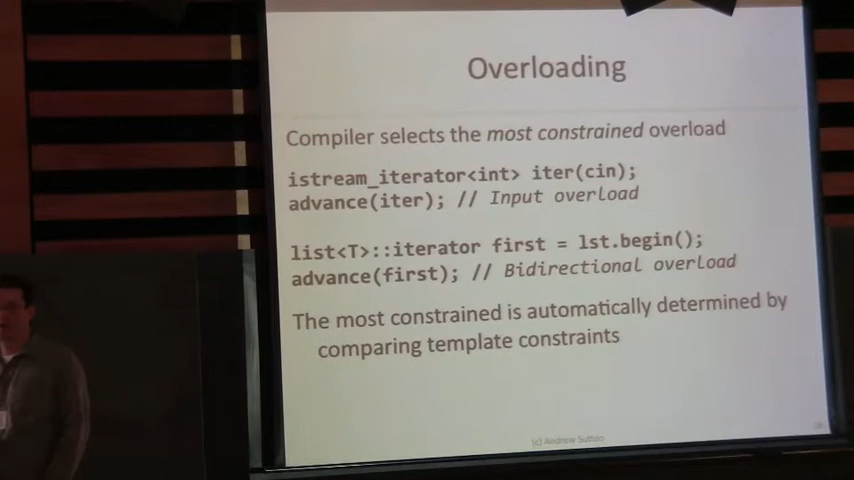 Overloading
Compiler selects the most constrained overload
istream_iterator<int> iter(cin);
advance(iter); // Input overload
list<T>::iterator first = lst.begin();
advance(first); // Bidirectional overload
The most constrained is automatically determined by
comparing template constraints
(c) Andrew Sutton